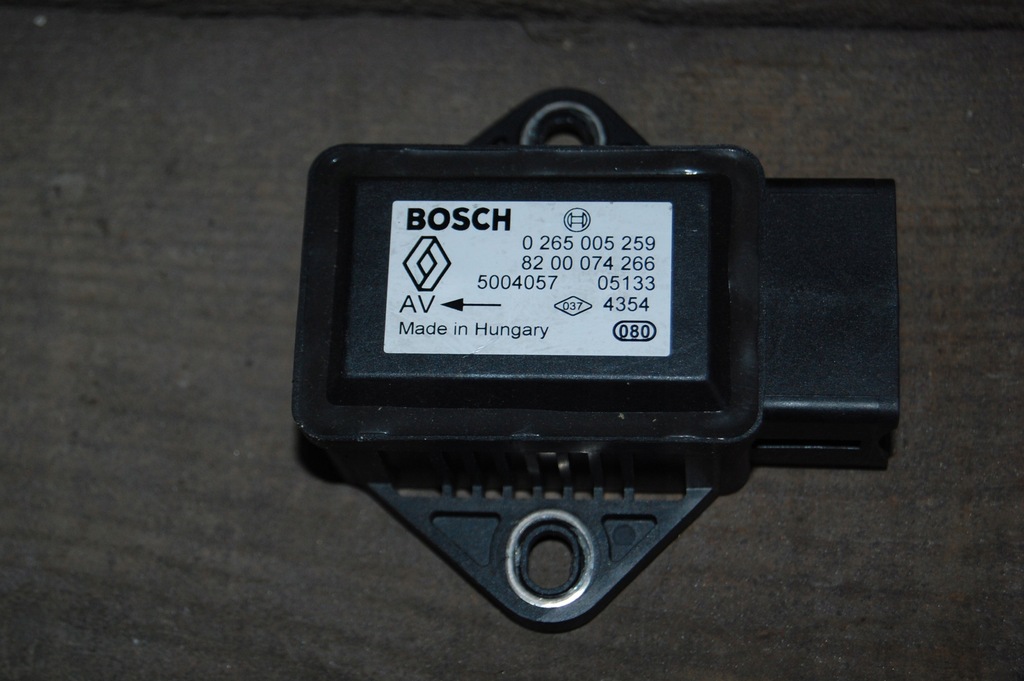 BOSCH
0 265 005 259
82 00 074 266
5004057 05133
AV 037 4354
Made in Hungary 080